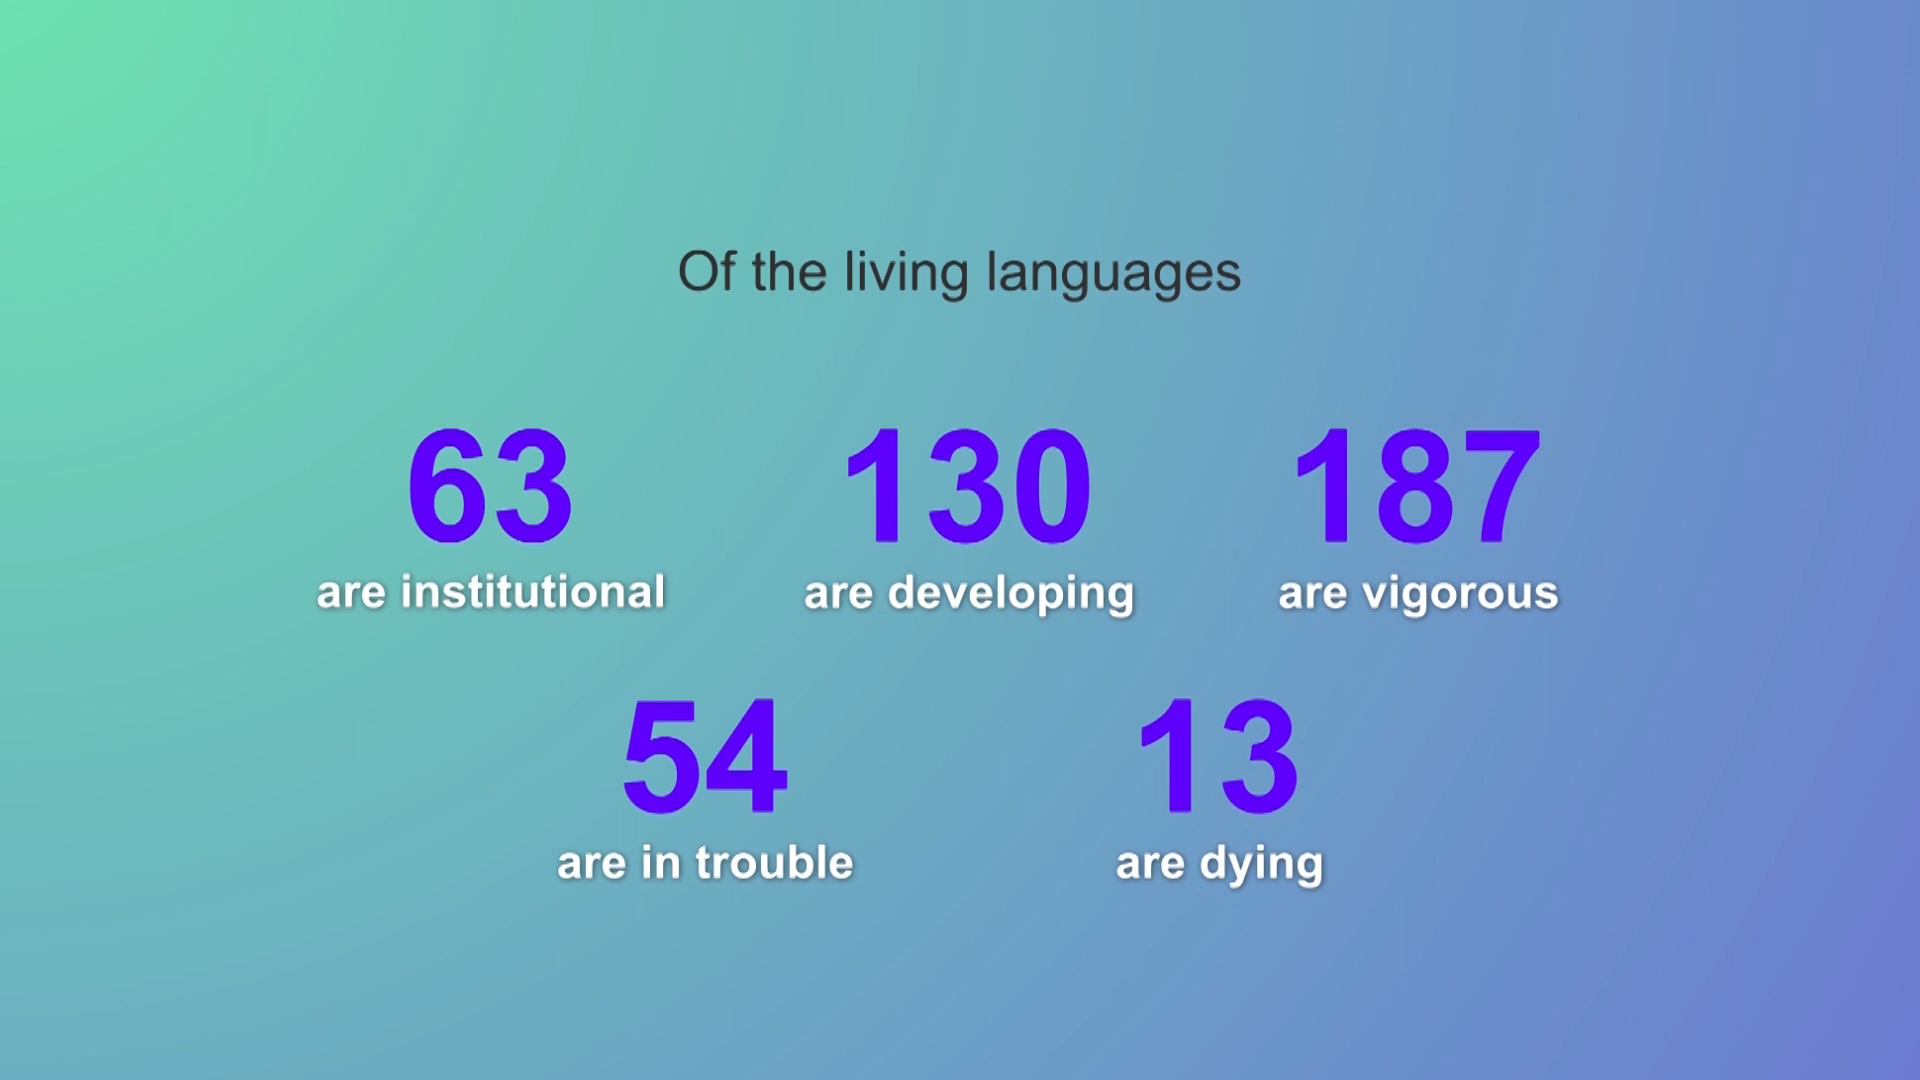 Of the living languages
63
130
187
are institutional
are developing
are vigorous
54
13
are in trouble
are dying